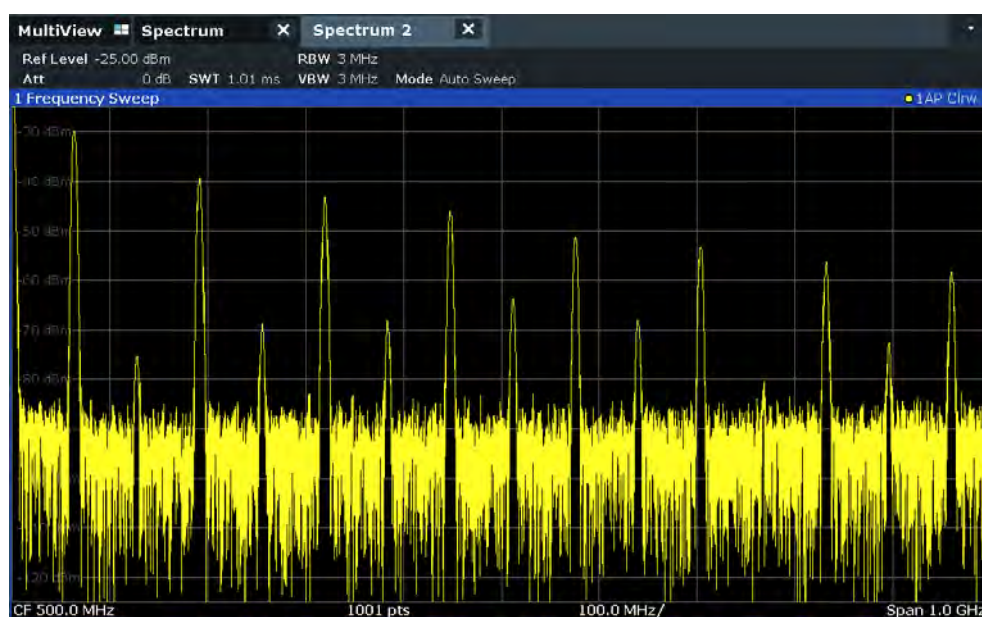 MultiView Spectrum X Spectrum 2 X
Ref Level -25.00 dBm RBW 3 MHz
Att 0 dB SWT 1.01 ms VBW 3 MHz Mode Auto Sweep
1 Frequency Sweep 1AP Clrw
-30 dBm
-40 dBm
-50 dBm
-60 dBm
-70 dBm
-80 dBm
-120 dBm
CF 500.0 MHz 1001 pts 100.0 MHz/ Span 1.0 GHz